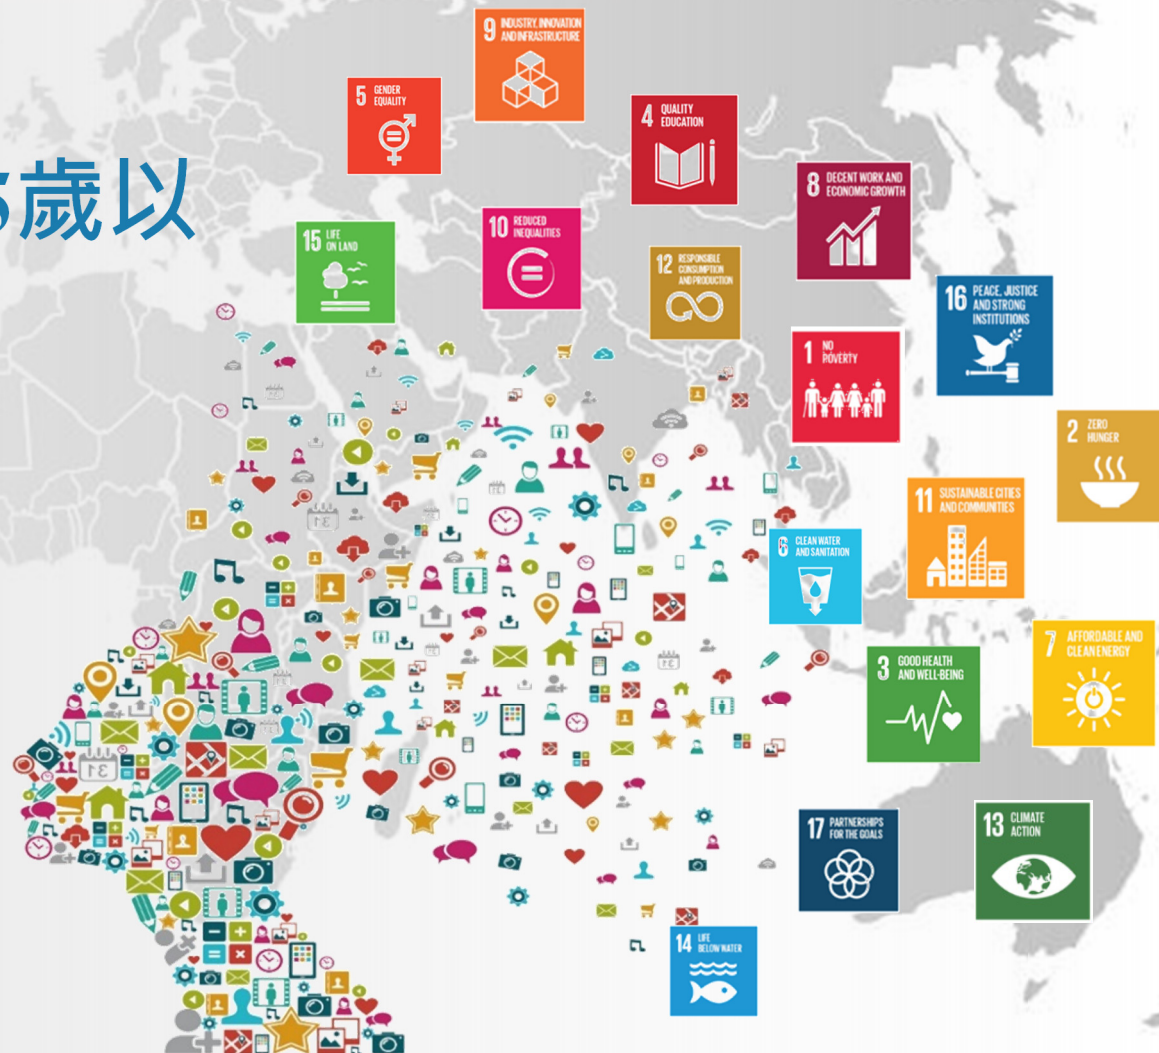 9 INDUSTRY, INNOVATION
AND INFRASTRUCTURE
5 GENDER
EQUALITY
4 QUALITY
EDUCATION
歲以
8 DECENT WORK AND
ECONOMIC GROWTH
15 LIFE
ON LAND
10 REDUCED
INEQUALITIES
12 RESPONSIBLE
CONSUMPTION
AND PRODUCTION
16 PEACE, JUSTICE
AND STRONG
INSTITUTIONS
1 NO
POVERTY
2 ZERO
HUNGER
11 SUSTAINABLE CITIES
AND COMMUNITIES
6 CLEAN WATER
AND SANITATION
7 AFFORDABLE AND
CLEAN ENERGY
3 GOOD HEALTH
AND WELL-BEING
17 PARTNERSHIPS
FOR THE GOALS
13 CLIMATE
ACTION
14 LIFE
BELOW WATER